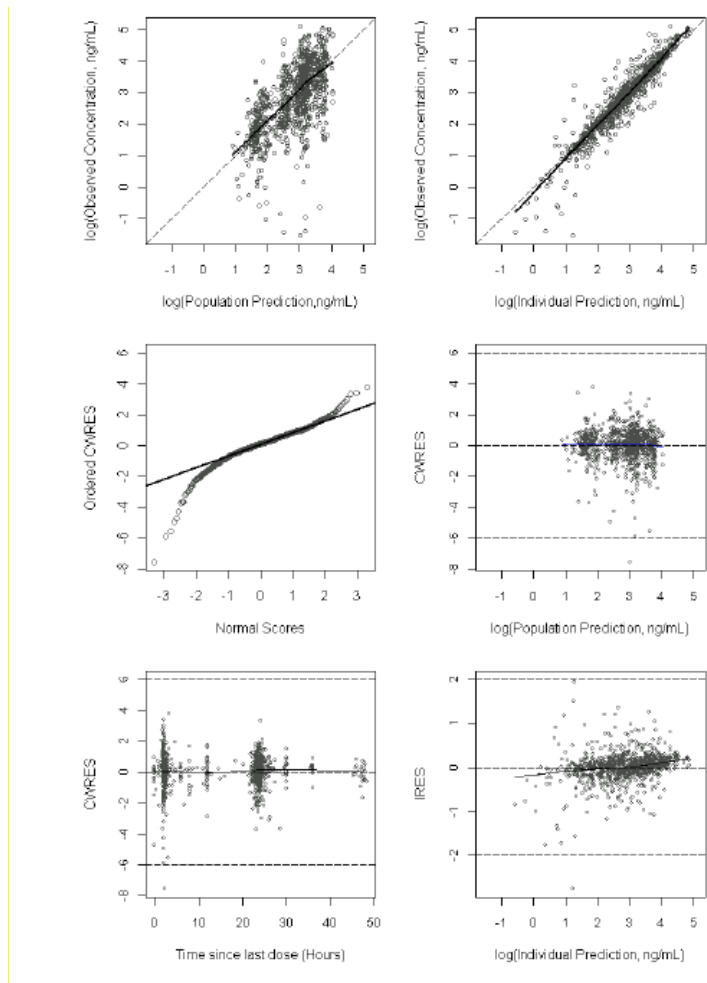 5
4
3
2
1
0
-1
log(Observed Concentration, ng/mL)
-1 0 1 2 3 4 5
log(Population Prediction,ng/mL)
5
4
3
2
1
0
-1
log(Observed Concentration, ng/mL)
-1 0 1 2 3 4 5
log(Individual Prediction, ng/mL)
6
4
2
0
-2
-4
-6
-8
Ordered CWRES
-3 -2 -1 0 1 2 3
Normal Scores
6
4
2
0
-2
-4
-6
-8
CWRES
-1 0 1 2 3 4 5
log(Population Prediction, ng/mL)
6
4
2
0
-2
-4
-6
-8
CWRES
0 10 20 30 40 50
Time since last dose (Hours)
2
1
0
-1
-2
IRES
-1 0 1 2 3 4 5
log(Individual Prediction, ng/mL)